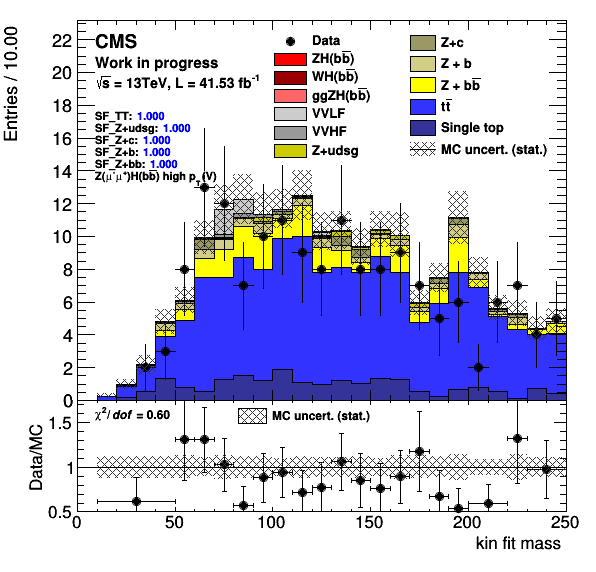 Entries / 10.00
22
20
18
16
14
12
10
8
6
4
2
0
CMS
Work in progress
√s = 13TeV, L = 41.53 fb⁻¹
SF_TT: 1.000
SF_Z+udsg: 1.000
SF_Z+c: 1.000
SF_Z+b: 1.000
SF_Z+bb: 1.000
Z(μ⁻μ⁺)H(bb̅) high p_T(V)
Data
ZH(bb̅)
WH(bb̅)
ggZH(bb̅)
VVLF
VVHF
Z+udsg
Z+c
Z + b
Z + bb̅
tt̅
Single top
MC uncert. (stat.)
Data/MC
1.5
1
0.5
χ²/dof = 0.60
MC uncert. (stat.)
0 50 100 150 200 250
kin fit mass